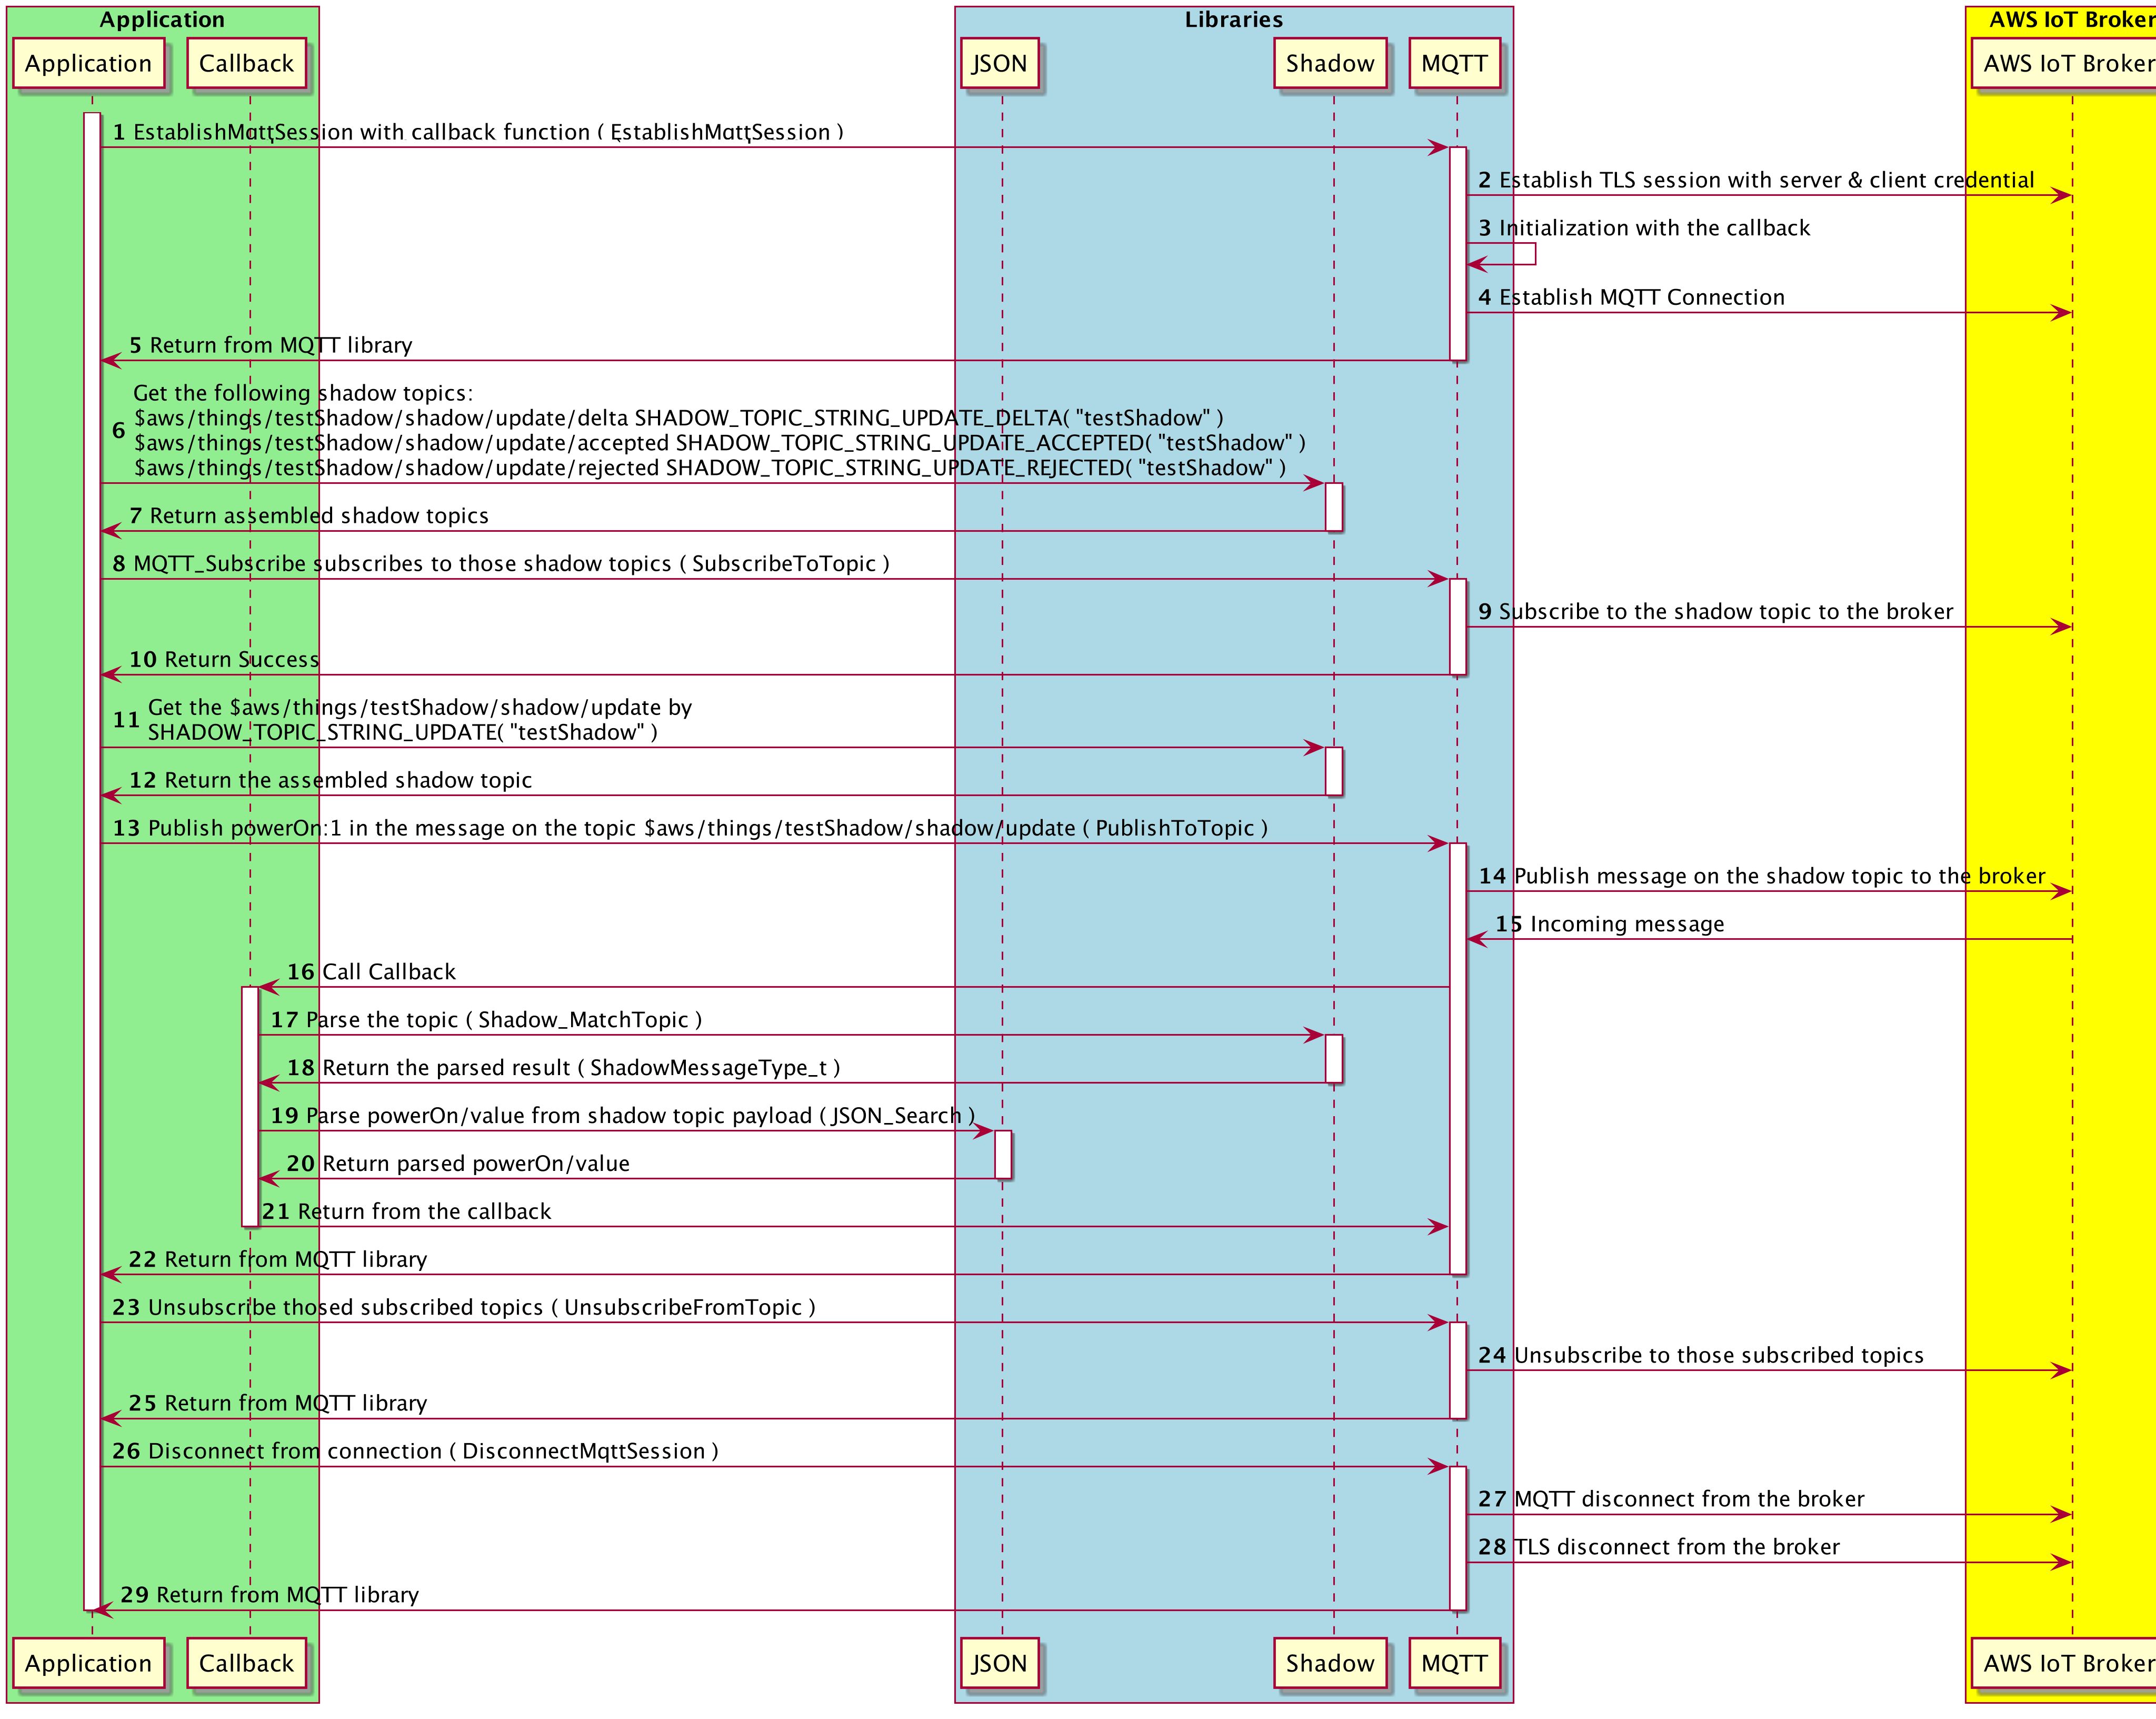 Application
Libraries
AWS IoT Broker
Application
Callback
JSON
Shadow
MQTT
AWS IoT Broker
1 EstablishMqttSession with callback function ( EstablishMqttSession )
2 Establish TLS session with server & client credential
3 Initialization with the callback
4 Establish MQTT Connection
5 Return from MQTT library
Get the following shadow topics:
$aws/things/testShadow/shadow/update/delta SHADOW_TOPIC_STRING_UPDATE_DELTA( "testShadow" )
6
$aws/things/testShadow/shadow/update/accepted SHADOW_TOPIC_STRING_UPDATE_ACCEPTED( "testShadow" )
$aws/things/testShadow/shadow/update/rejected SHADOW_TOPIC_STRING_UPDATE_REJECTED( "testShadow" )
7 Return assembled shadow topics
8 MQTT_Subscribe subscribes to those shadow topics ( SubscribeToTopic )
9 Subscribe to the shadow topic to the broker
10 Return Success
11
Get the $aws/things/testShadow/shadow/update by
SHADOW_TOPIC_STRING_UPDATE( "testShadow" )
12 Return the assembled shadow topic
13 Publish powerOn:1 in the message on the topic $aws/things/testShadow/shadow/update ( PublishToTopic )
14 Publish message on the shadow topic to the broker
15 Incoming message
16 Call Callback
17 Parse the topic ( Shadow_MatchTopic )
18 Return the parsed result ( ShadowMessageType_t )
19 Parse powerOn/value from shadow topic payload ( JSON_Search )
20 Return parsed powerOn/value
21 Return from the callback
22 Return from MQTT library
23 Unsubscribe thosed subscribed topics ( UnsubscribeFromTopic )
24 Unsubscribe to those subscribed topics
25 Return from MQTT library
26 Disconnect from connection ( DisconnectMqttSession )
27 MQTT disconnect from the broker
28 TLS disconnect from the broker
29 Return from MQTT library
Application
Callback
JSON
Shadow
MQTT
AWS IoT Broker